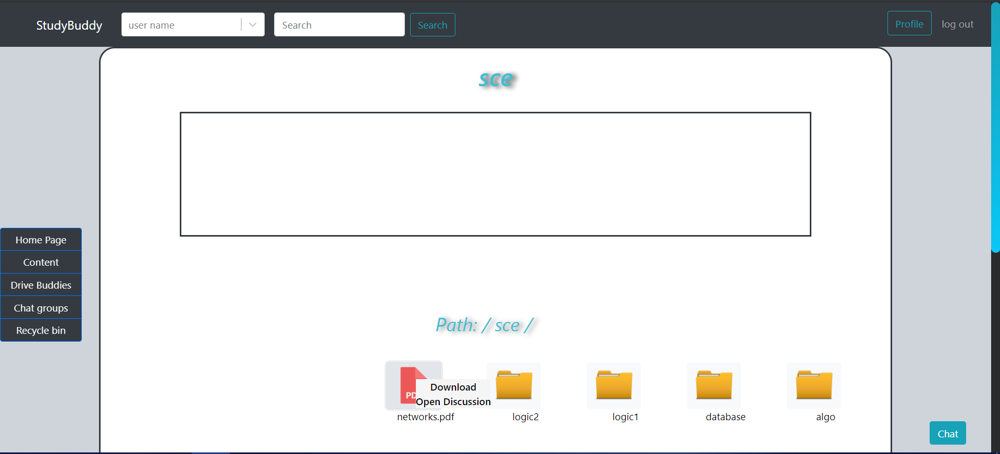 StudyBuddy
user name
Search
Search
Profile
log out
sce
Home Page
Content
Drive Buddies
Chat groups
Recycle bin
Path: / sce /
PD
Download
Open Discussion
networks.pdf
logic2
logic1
database
algo
Chat